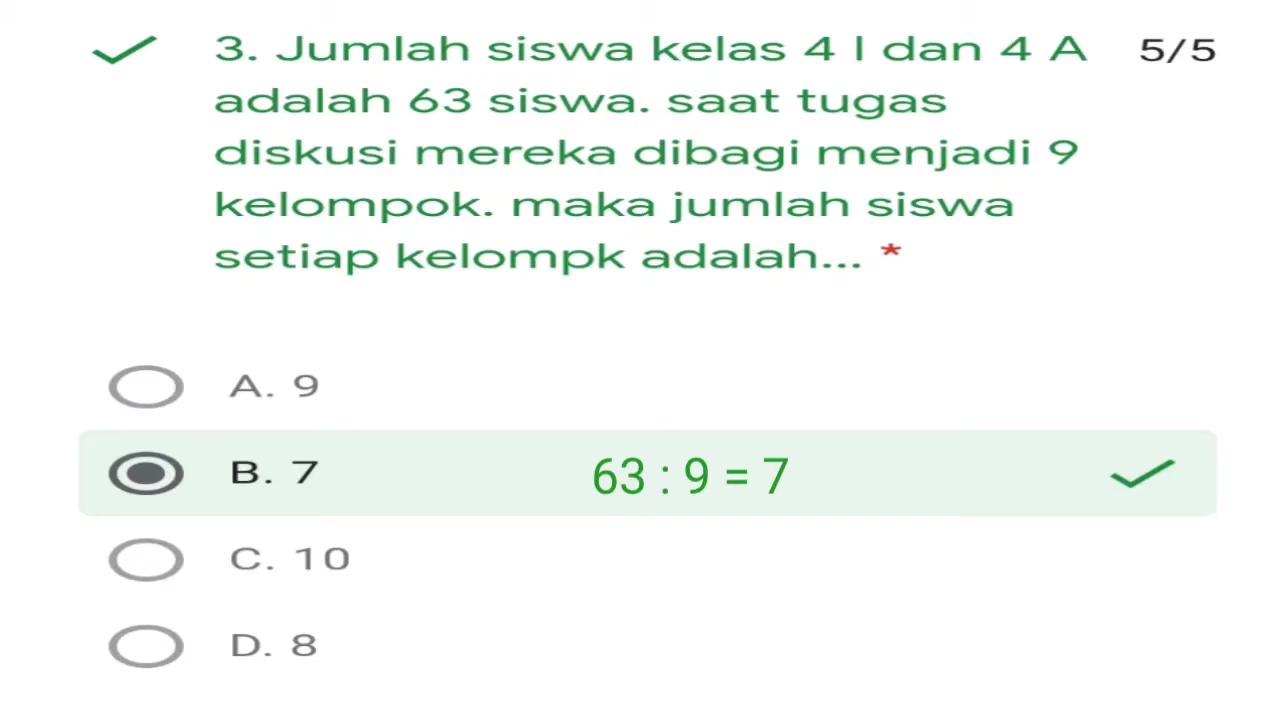 3. Jumlah siswa kelas 4 I dan 4 A 5/5
adalah 63 siswa. saat tugas
diskusi mereka dibagi menjadi 9
kelompok. maka jumlah siswa
setiap kelompk adalah... *
A. 9
B. 7 63 : 9 = 7
C. 10
D. 8